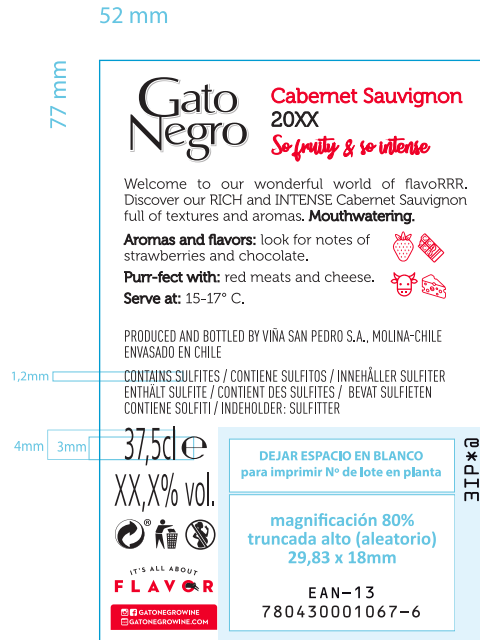 52 mm
77 mm
Gato
Negro
Cabernet Sauvignon
20XX
So fruity & so intense
Welcome to our wonderful world of flavoRRR.
Discover our RICH and INTENSE Cabernet Sauvignon
full of textures and aromas. Mouthwatering.
Aromas and flavors: look for notes of
strawberries and chocolate.
Purr-fect with: red meats and cheese.
Serve at: 15-17° C.
PRODUCED AND BOTTLED BY VIÑA SAN PEDRO S.A., MOLINA-CHILE
ENVASADO EN CHILE
1,2mm
CONTAINS SULFITES / CONTIENE SULFITOS / INNEHÅLLER SULFITER
ENTHÄLT SULFITE / CONTIENT DES SULFITES / BEVAT SULFIETEN
CONTIENE SOLFITI / INDEHOLDER: SULFITTER
4mm
3mm
37,5cl e
XX,X% vol.
®
IT'S ALL ABOUT
FLAVOR
GATONEGROWINE
GATONEGROWINE.COM
DEJAR ESPACIO EN BLANCO
para imprimir Nº de lote en planta
magnificación 80%
truncada alto (aleatorio)
29,83 x 18mm
EAN-13
780430001067-6
@*PIE